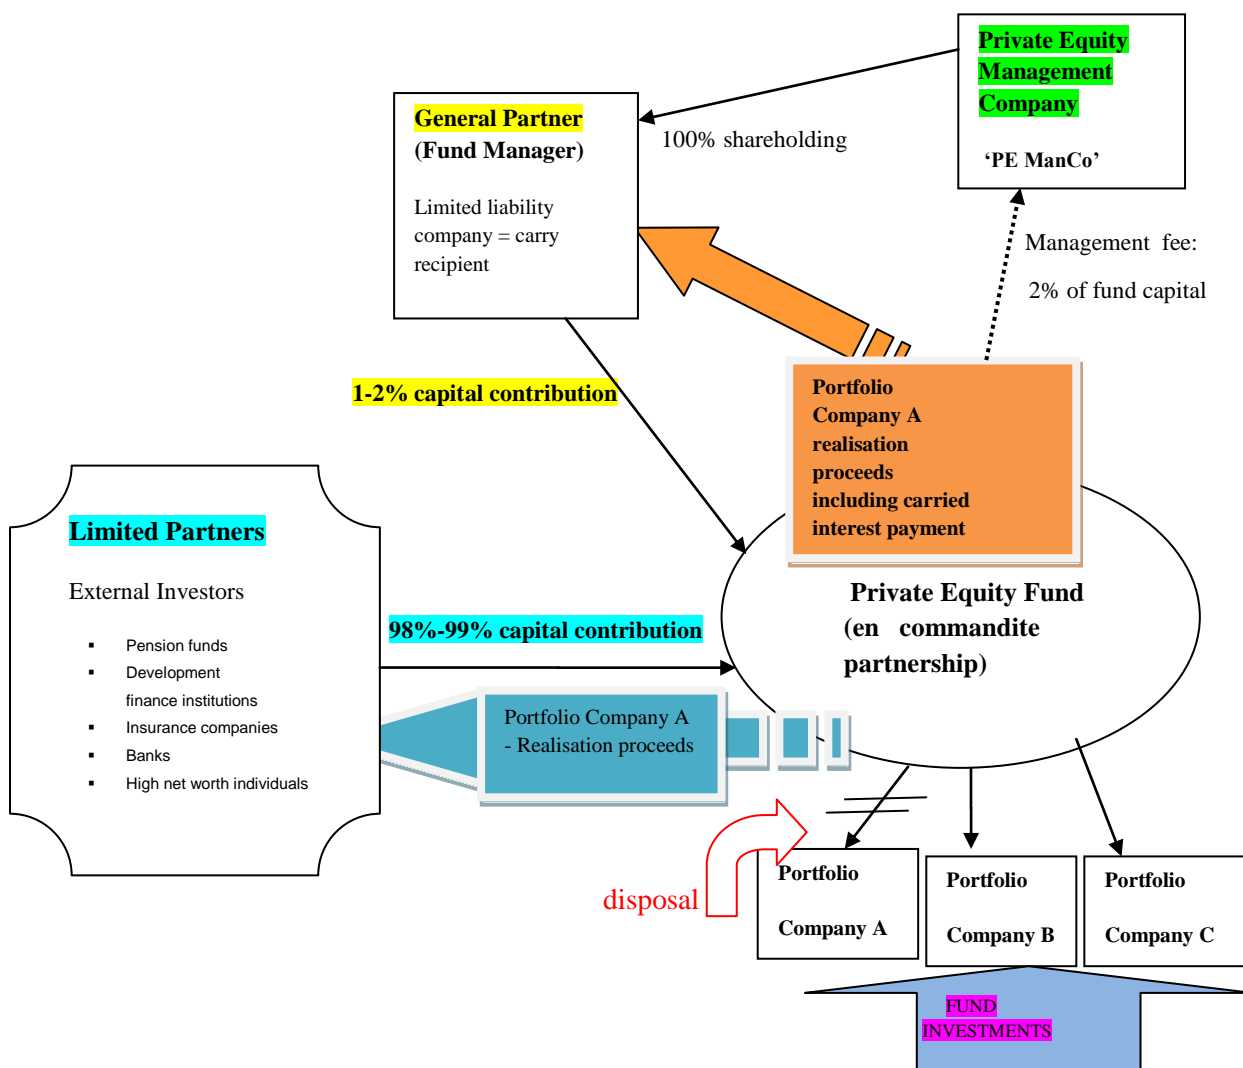 Private Equity
Management
Company
‘PE ManCo’
General Partner
(Fund Manager)
Limited liability
company = carry
recipient
100% shareholding
Management fee:
2% of fund capital
1-2% capital contribution
Portfolio
Company A
realisation
proceeds
including carried
interest payment
Limited Partners
External Investors
▪ Pension funds
▪ Development
finance institutions
▪ Insurance companies
▪ Banks
▪ High net worth individuals
98%-99% capital contribution
Private Equity Fund
(en commandite
partnership)
Portfolio Company A
- Realisation proceeds
disposal
Portfolio
Company A
Portfolio
Company B
Portfolio
Company C
FUND
INVESTMENTS